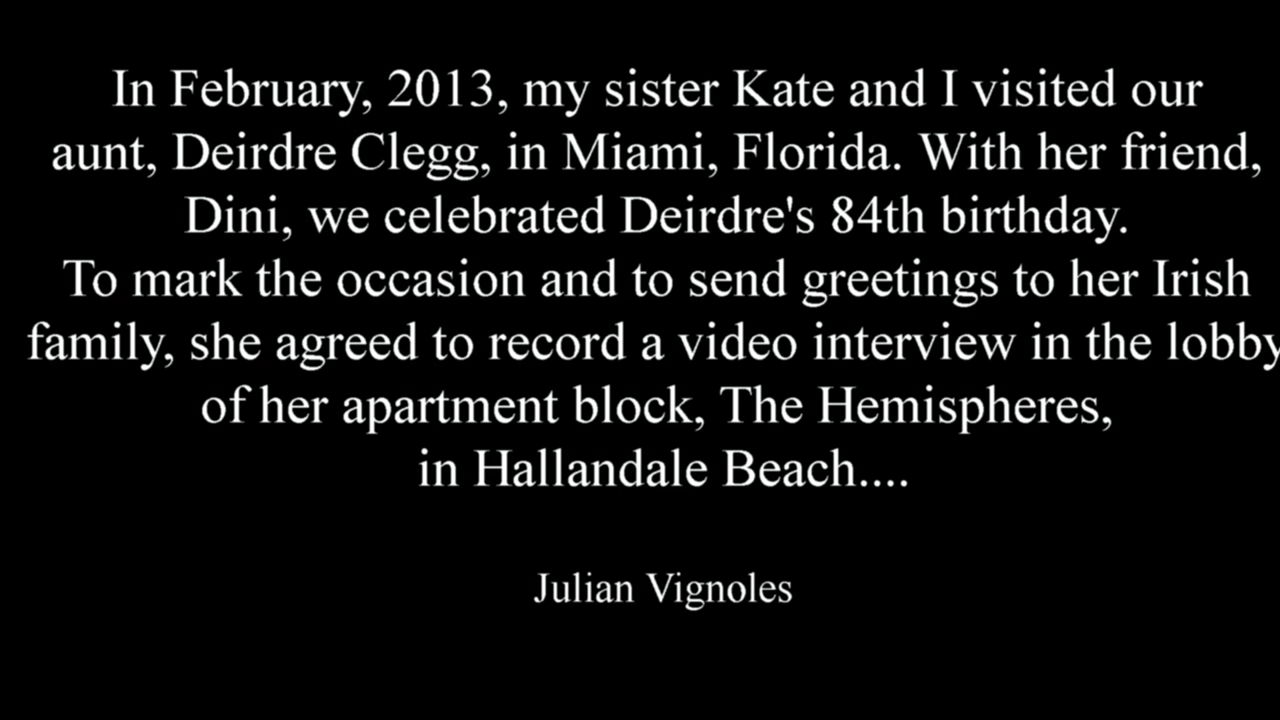 In February, 2013, my sister Kate and I visited our
aunt, Deirdre Clegg, in Miami, Florida. With her friend,
Dini, we celebrated Deirdre's 84th birthday.
To mark the occasion and to send greetings to her Irish
family, she agreed to record a video interview in the lobby
of her apartment block, The Hemispheres,
in Hallandale Beach....
Julian Vignoles